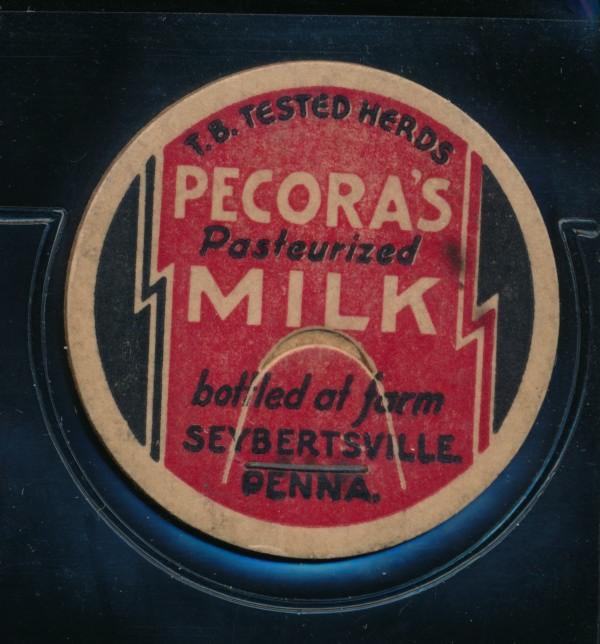 T.B. TESTED HERDS
PECORA'S
Pasteurized
MILK
bottled at farm
SEYBERTSVILLE.
PENNA.